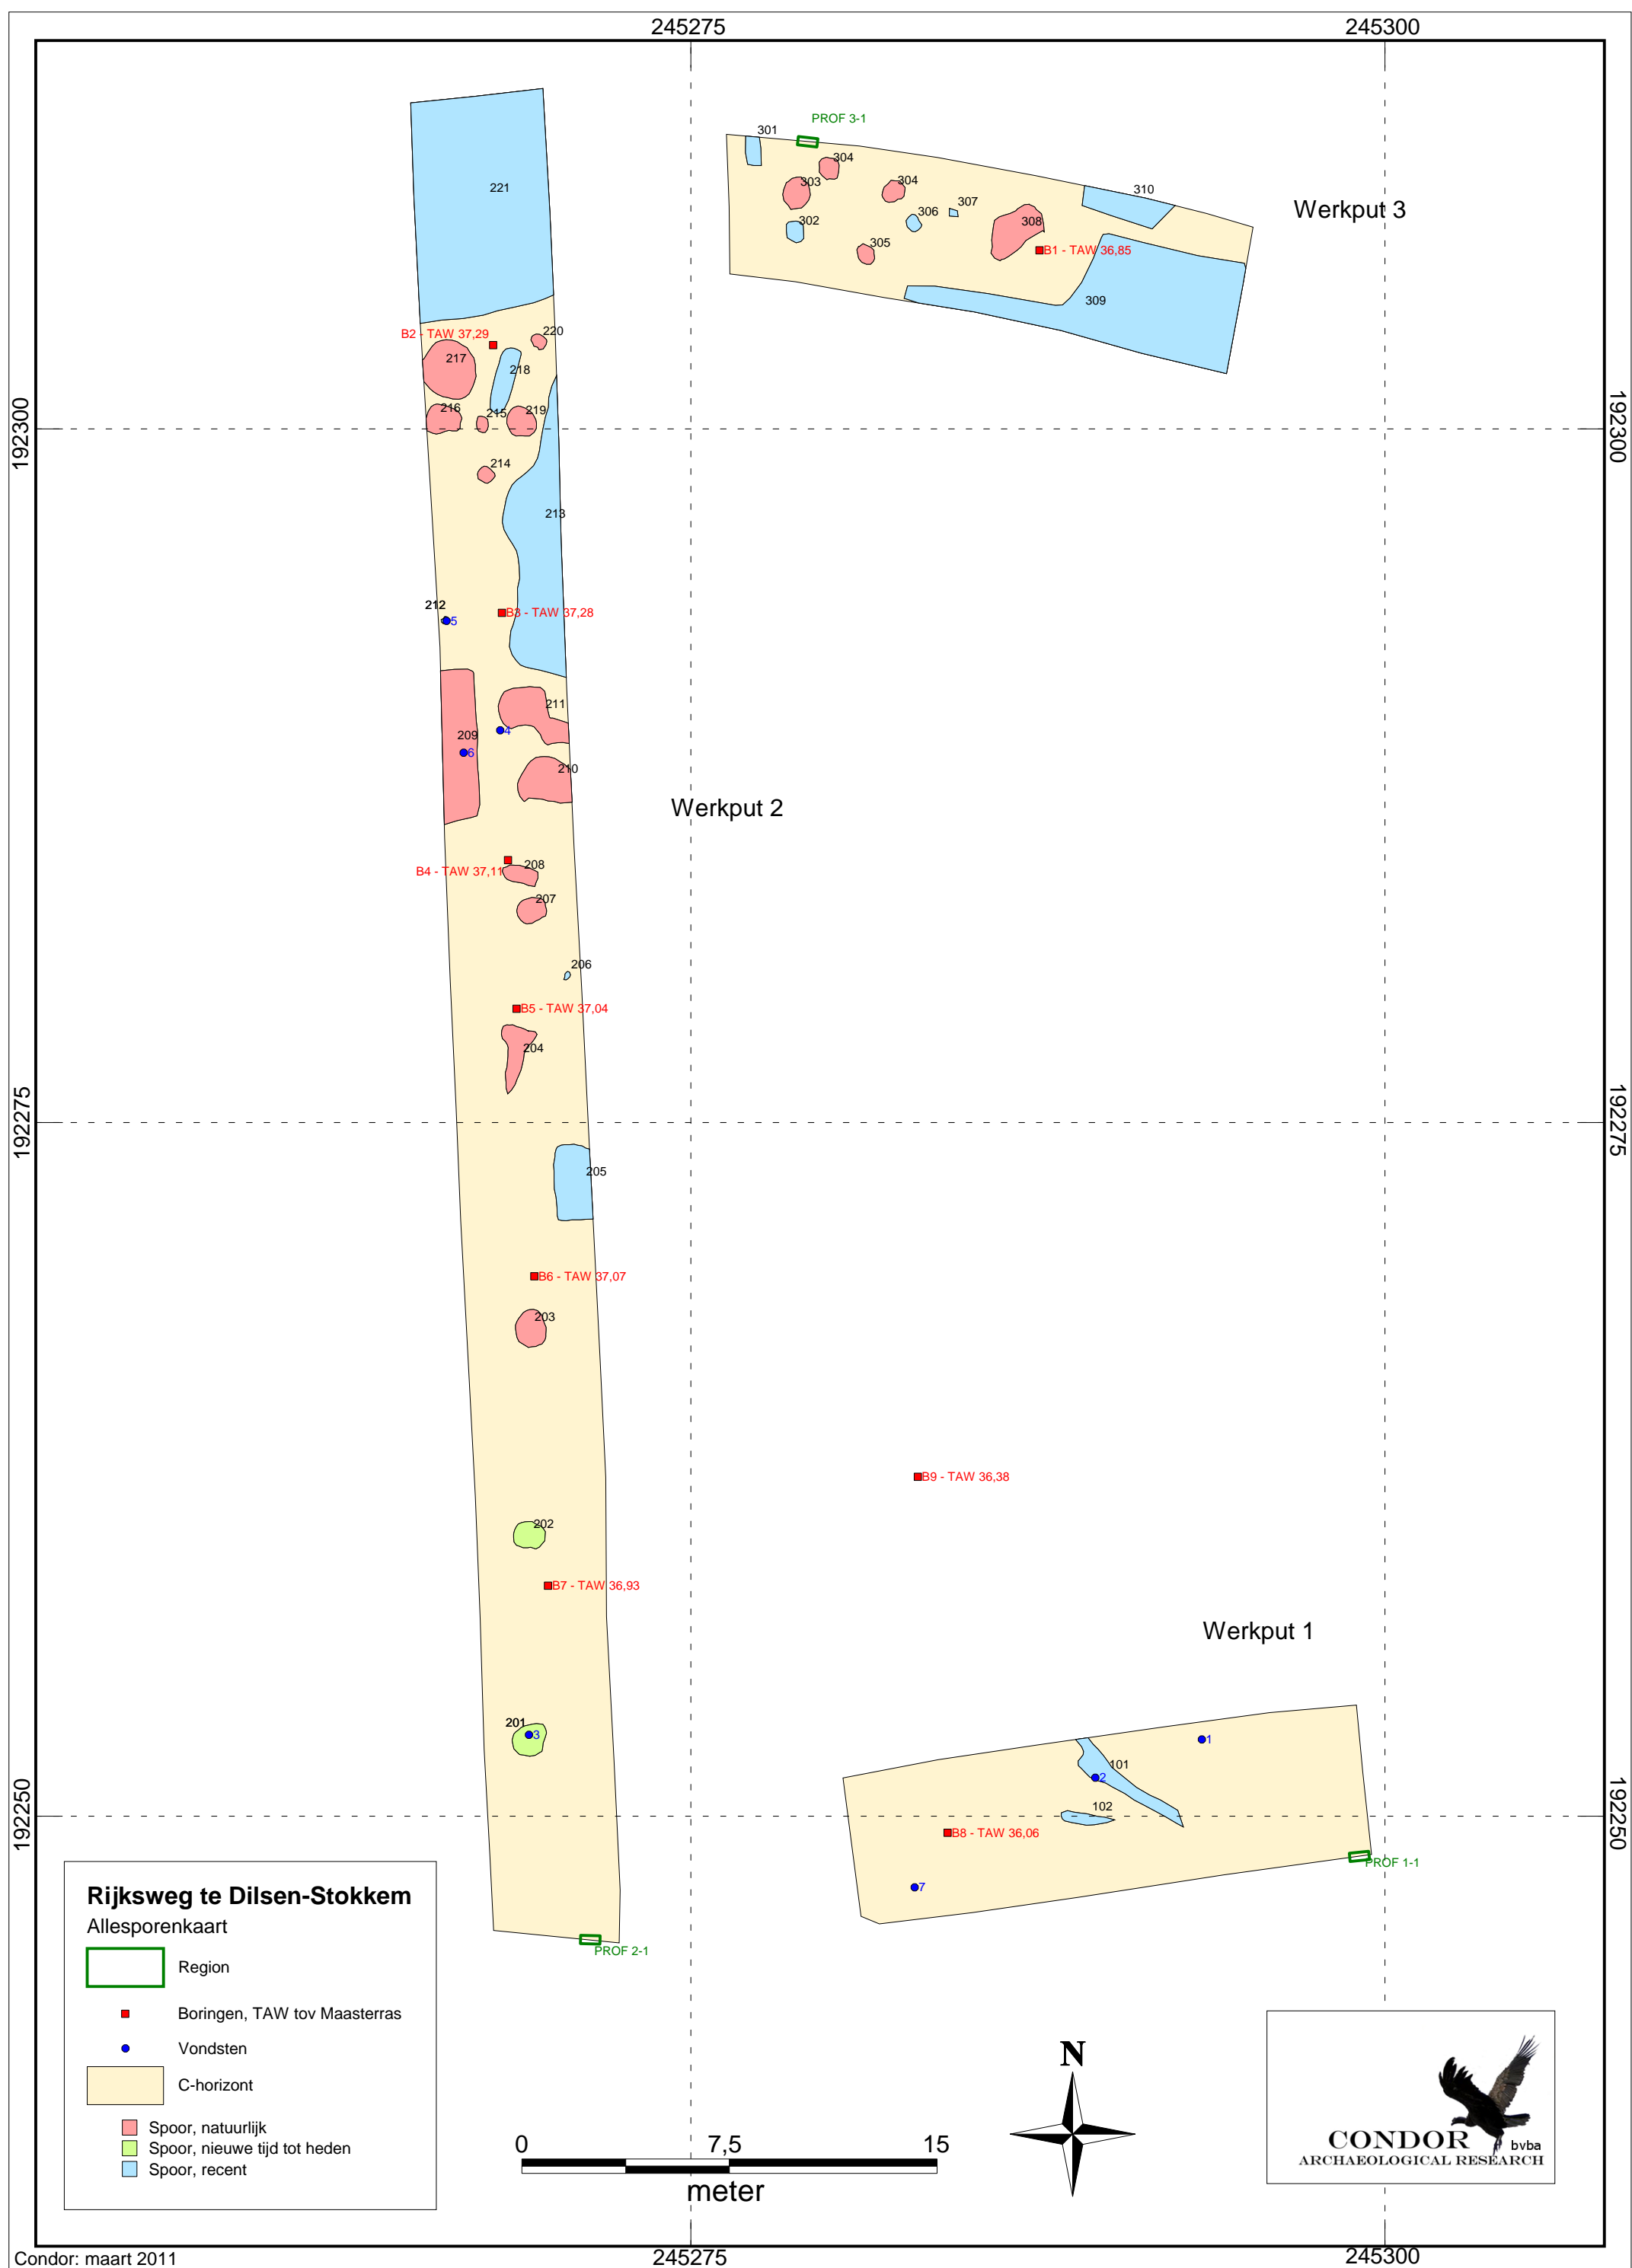 245275
245300
PROF 3-1
301
304
221
303
304
307
310
Werkput 3
302
306
308
305
B1 - TAW 36,85
309
B2 - TAW 37,29
220
217
218
216
215
219
192300
192300
214
213
212
5
B3 - TAW 37,28
211
4
209
6
210
Werkput 2
208
B4 - TAW 37,11
207
206
B5 - TAW 37,04
204
192275
192275
205
B6 - TAW 37,07
203
B9 - TAW 36,38
202
B7 - TAW 36,93
Werkput 1
201
3
1
101
2
102
192250
192250
B8 - TAW 36,06
PROF 1-1
7
PROF 2-1
Rijksweg te Dilsen-Stokkem
Allesporenkaart
Region
Boringen, TAW tov Maasterras
Vondsten
C-horizont
Spoor, natuurlijk
Spoor, nieuwe tijd tot heden
Spoor, recent
0 7,5 15
meter
N
CONDOR bvba
ARCHAEOLOGICAL RESEARCH
Condor: maart 2011
245275
245300